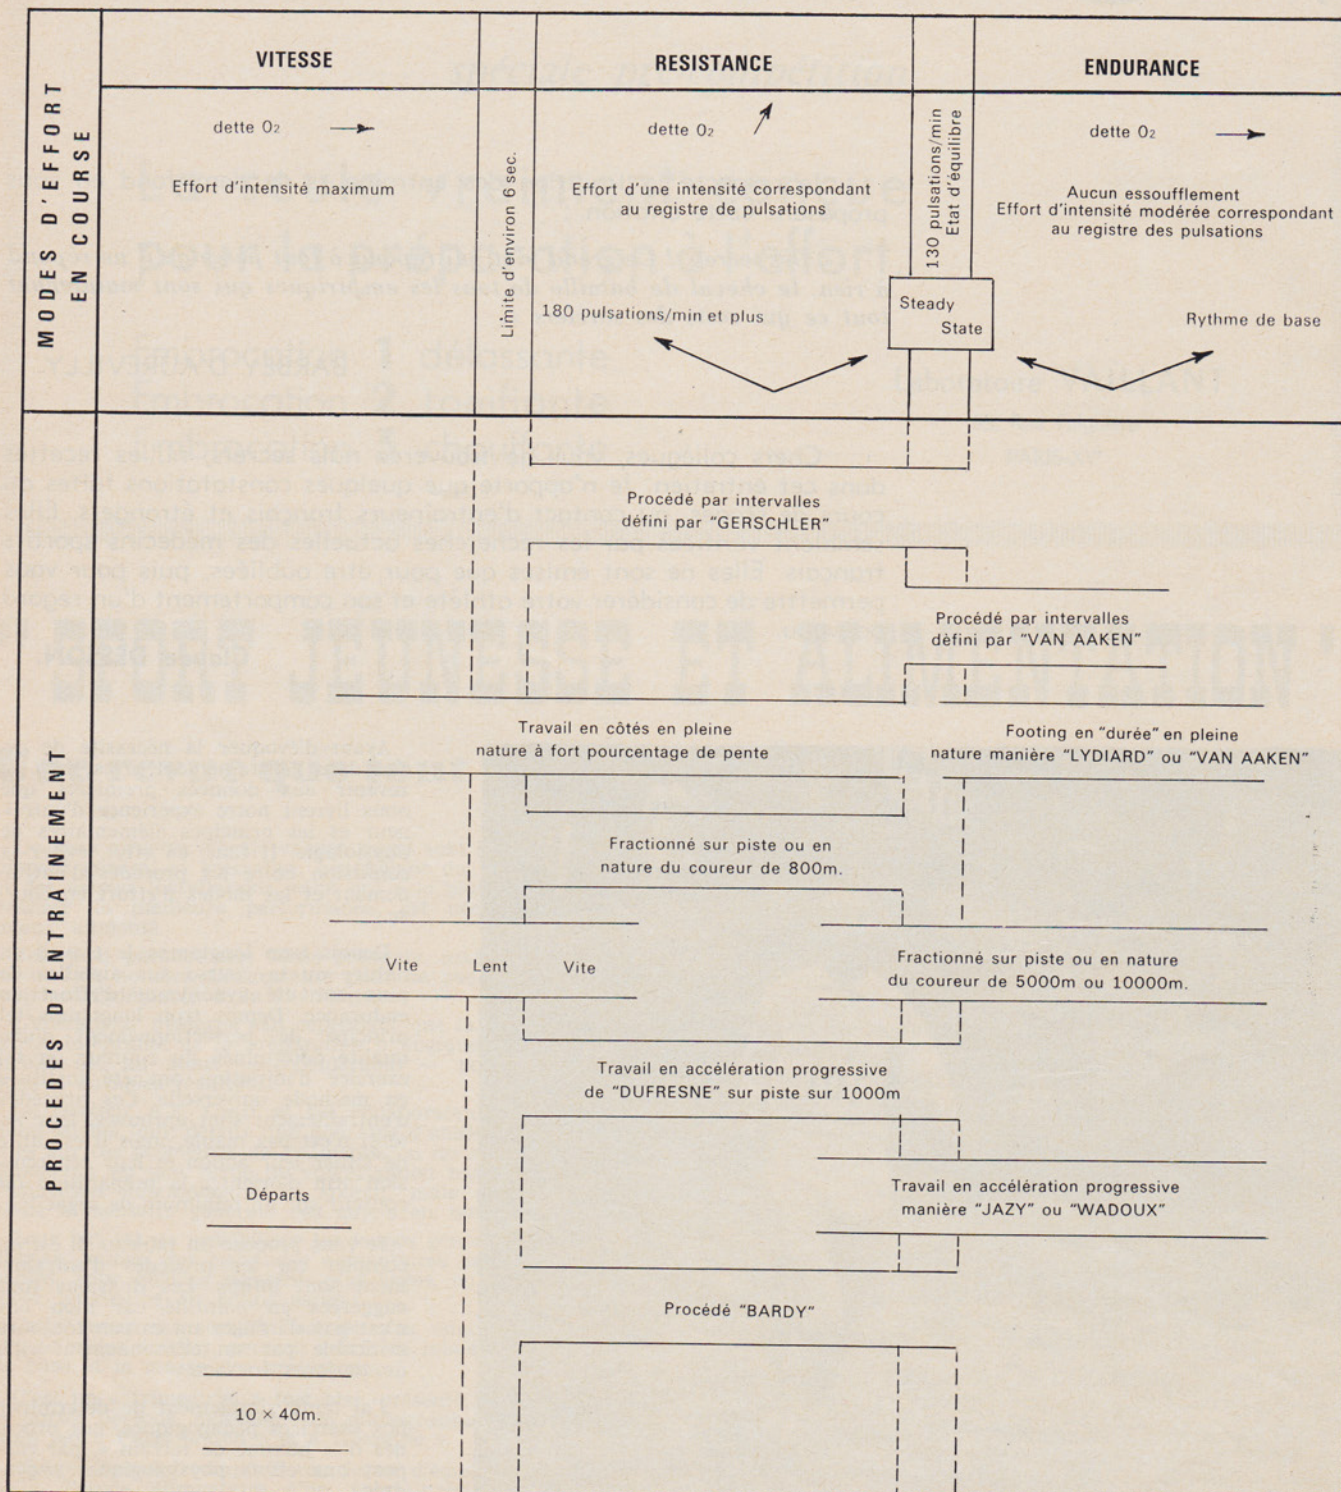 MODES D'EFFORT
EN COURSE
VITESSE
RESISTANCE
ENDURANCE
dette O2
Effort d'intensité maximum
Limite d'environ 6 sec.
dette O2
Effort d'une intensité correspondant
au registre de pulsations
180 pulsations/min et plus
130 pulsations/min
Etat d'équilibre
Steady
State
dette O2
Aucun essoufflement
Effort d'intensité modérée correspondant
au registre des pulsations
Rythme de base
PROCEDES D'ENTRAINEMENT
Procédé par intervalles
défini par "GERSCHLER"
Procédé par intervalles
défini par "VAN AAKEN"
Travail en côtés en pleine
nature à fort pourcentage de pente
Footing en "durée" en pleine
nature manière "LYDIARD" ou "VAN AAKEN"
Fractionné sur piste ou en
nature du coureur de 800m.
Vite Lent Vite
Fractionné sur piste ou en nature
du coureur de 5000m ou 10000m.
Travail en accélération progressive
de "DUFRESNE" sur piste sur 1000m
Départs
Travail en accélération progressive
manière "JAZY" ou "WADOUX"
Procédé "BARDY"
10 × 40m.